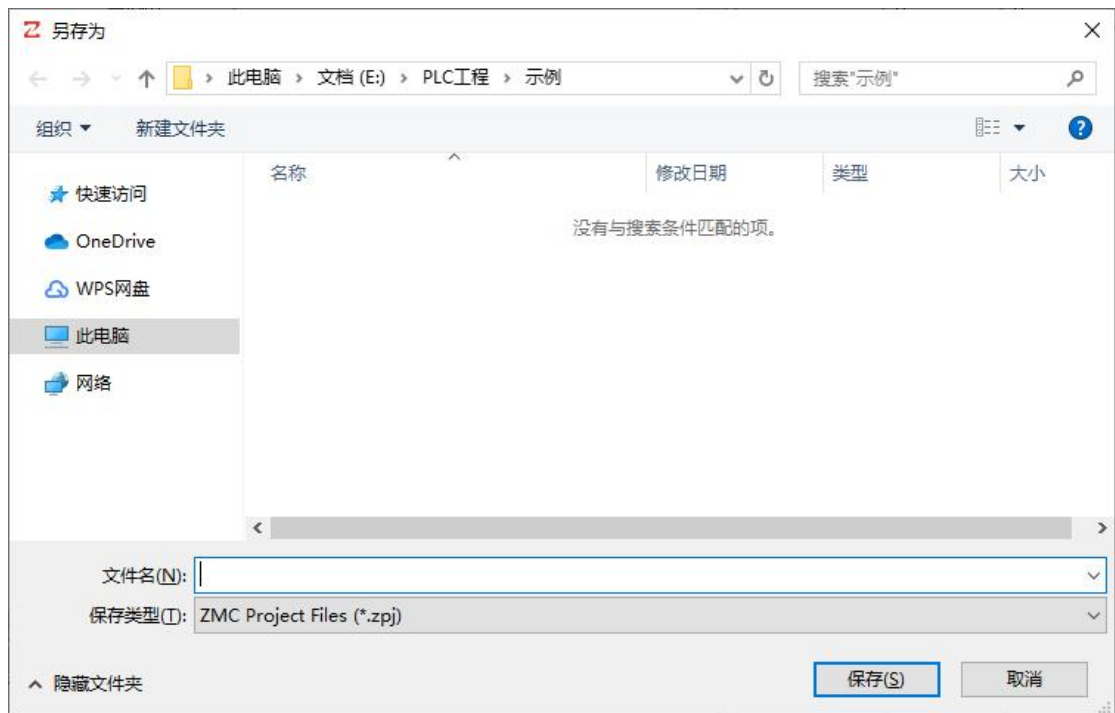 另存为
此电脑 › 文档 (E:) › PLC工程 › 示例 搜索"示例"
组织 新建文件夹
名称 修改日期 类型 大小
没有与搜索条件匹配的项。
快速访问
OneDrive
WPS网盘
此电脑
网络
文件名(N):
保存类型(T): ZMC Project Files (*.zpj)
隐藏文件夹 保存(S) 取消